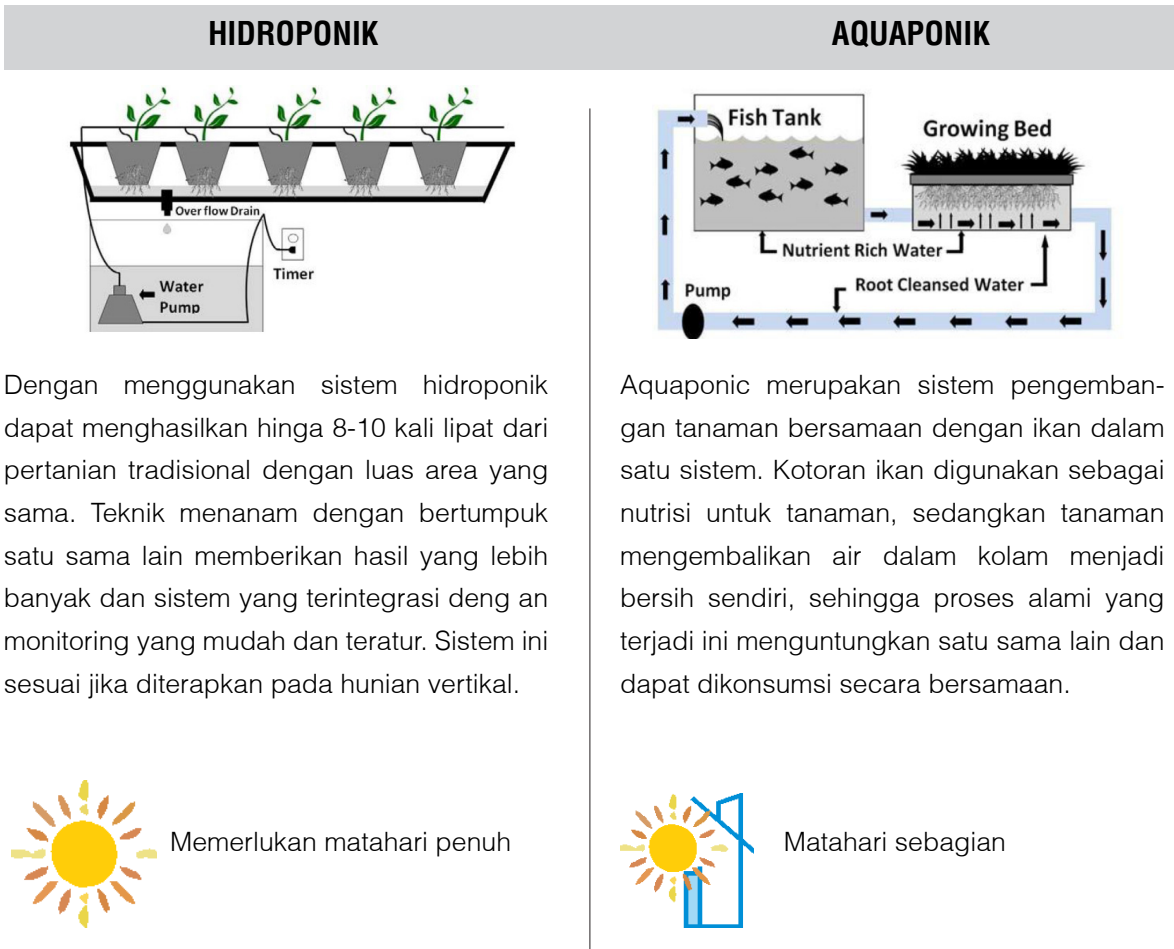 HIDROPONIK
Over flow Drain
Timer
Water
Pump
Dengan menggunakan sistem hidroponik
dapat menghasilkan hingga 8-10 kali lipat dari
pertanian tradisional dengan luas area yang
sama. Teknik menanam dengan bertumpuk
satu sama lain memberikan hasil yang lebih
banyak dan sistem yang terintegrasi deng an
monitoring yang mudah dan teratur. Sistem ini
sesuai jika diterapkan pada hunian vertikal.
Memerlukan matahari penuh
AQUAPONIK
Fish Tank
Growing Bed
Nutrient Rich Water
Root Cleansed Water
Pump
Aquaponic merupakan sistem pengemban-
gan tanaman bersamaan dengan ikan dalam
satu sistem. Kotoran ikan digunakan sebagai
nutrisi untuk tanaman, sedangkan tanaman
mengembalikan air dalam kolam menjadi
bersih sendiri, sehingga proses alami yang
terjadi ini menguntungkan satu sama lain dan
dapat dikonsumsi secara bersamaan.
Matahari sebagian